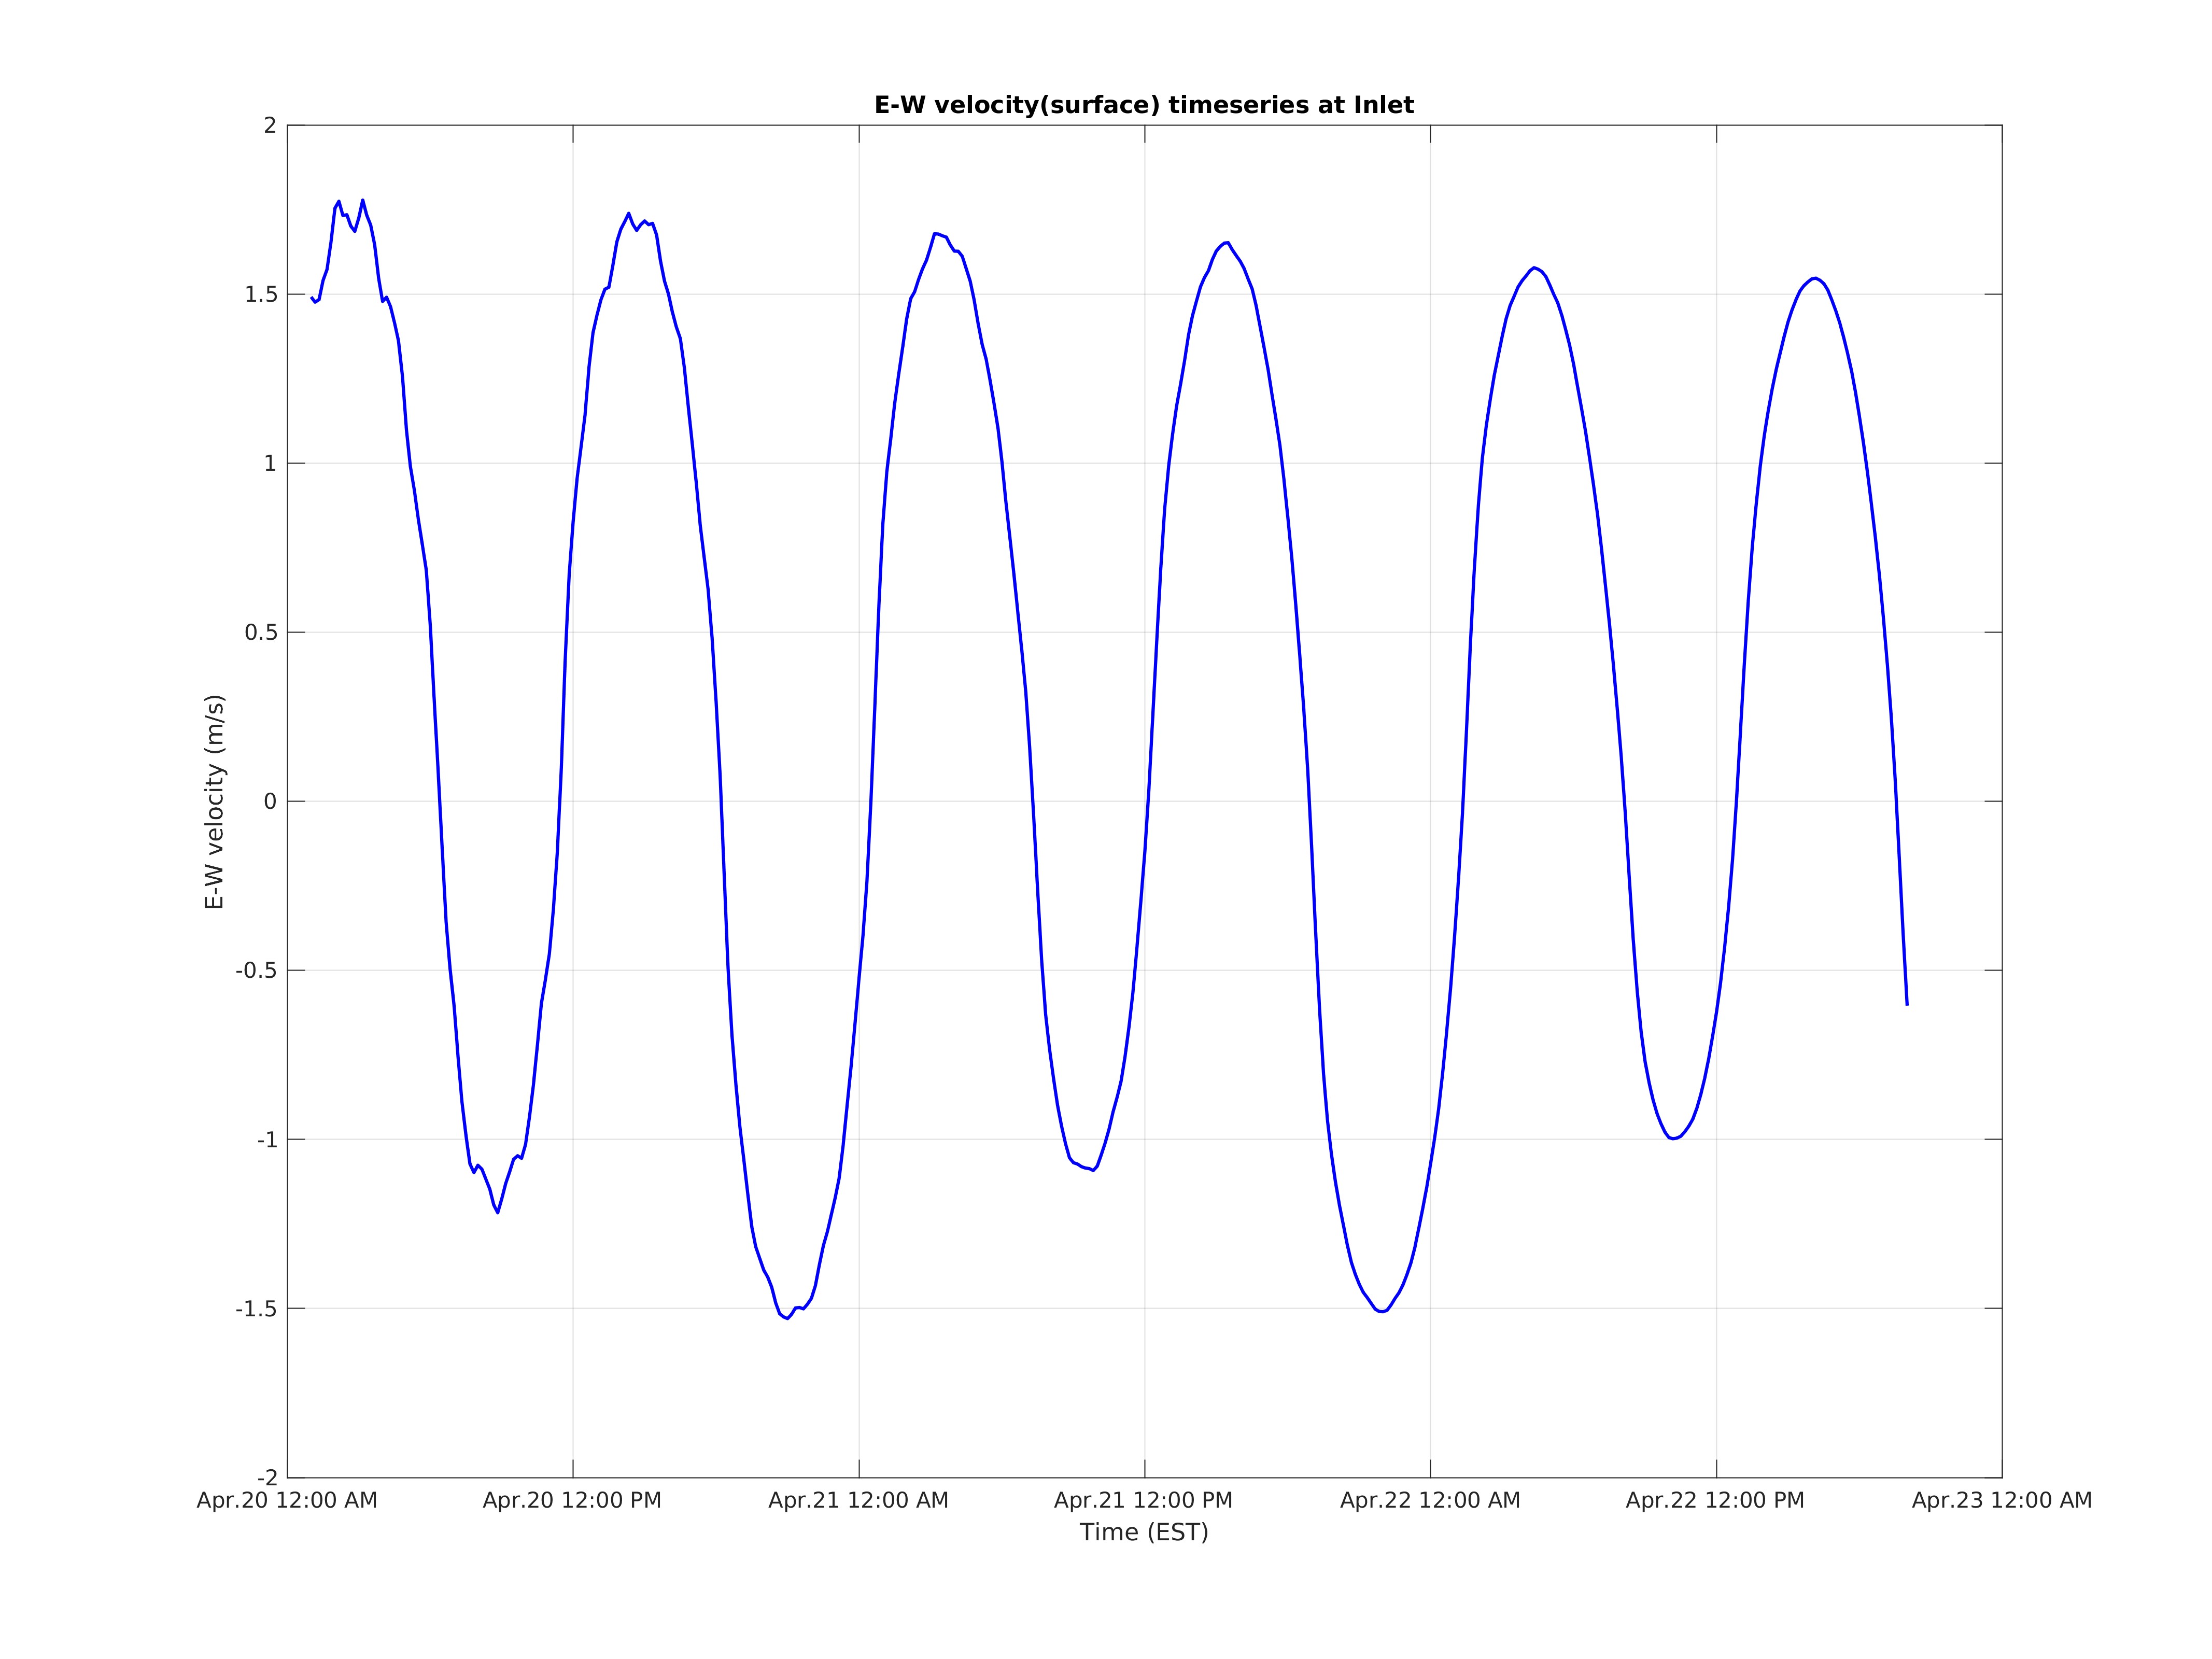 E-W velocity(surface) timeseries at Inlet
2
1.5
1
0.5
0
-0.5
-1
-1.5
-2
E-W velocity (m/s)
Apr.20 12:00 AM
Apr.20 12:00 PM
Apr.21 12:00 AM
Apr.21 12:00 PM
Apr.22 12:00 AM
Apr.22 12:00 PM
Apr.23 12:00 AM
Time (EST)